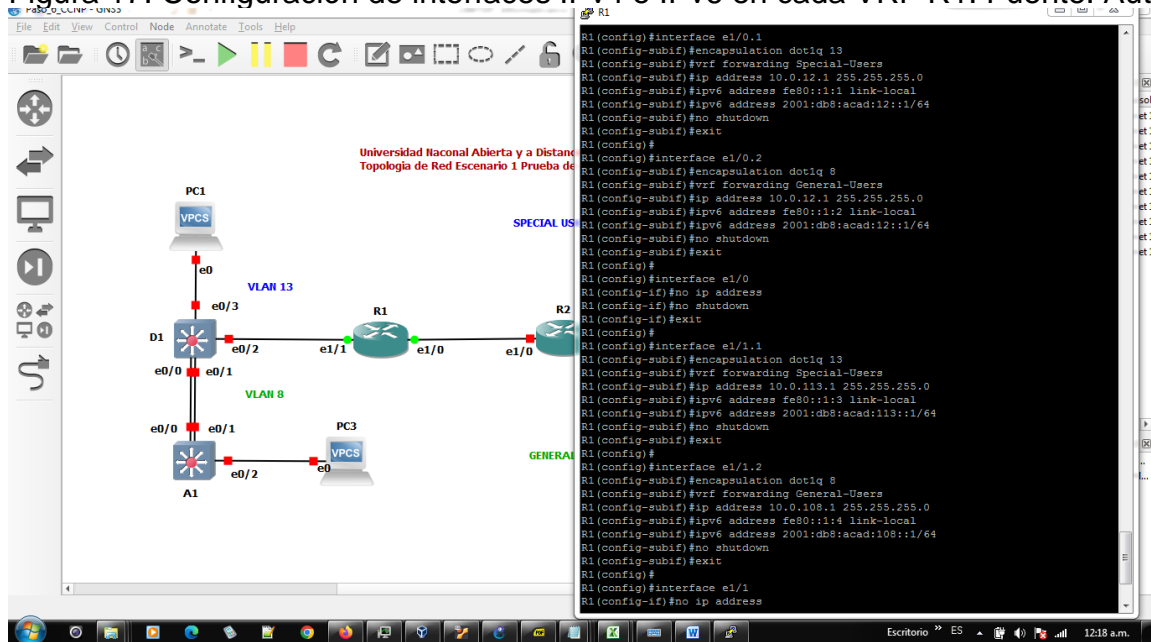 Figura 17. Configuración de interfaces IPv4 e IPv6 en cada VRF R1. Fuente. Aut
Paso_6_CCNP - GNS3
File Edit View Control Node Annotate Tools Help
Universidad Naconal Abierta y a Distanc
Topologia de Red Escenario 1 Prueba de
PC1
VPCS
SPECIAL US
e0
VLAN 13
e0/3
R1
R2
D1
e0/2
e1/1
e1/0
e1/0
e0/0
e0/1
VLAN 8
e0/0
e0/1
PC3
VPCS
GENERAL
e0/2
e0
A1
R1
R1(config)#interface e1/0.1
R1(config-subif)#encapsulation dot1q 13
R1(config-subif)#vrf forwarding Special-Users
R1(config-subif)#ip address 10.0.12.1 255.255.255.0
R1(config-subif)#ipv6 address fe80::1:1 link-local
R1(config-subif)#ipv6 address 2001:db8:acad:12::1/64
R1(config-subif)#no shutdown
R1(config-subif)#exit
R1(config)#
R1(config)#interface e1/0.2
R1(config-subif)#encapsulation dot1q 8
R1(config-subif)#vrf forwarding General-Users
R1(config-subif)#ip address 10.0.12.1 255.255.255.0
R1(config-subif)#ipv6 address fe80::1:2 link-local
R1(config-subif)#ipv6 address 2001:db8:acad:12::1/64
R1(config-subif)#no shutdown
R1(config-subif)#exit
R1(config)#
R1(config)#interface e1/0
R1(config-if)#no ip address
R1(config-if)#no shutdown
R1(config-if)#exit
R1(config)#
R1(config)#interface e1/1.1
R1(config-subif)#encapsulation dot1q 13
R1(config-subif)#vrf forwarding Special-Users
R1(config-subif)#ip address 10.0.113.1 255.255.255.0
R1(config-subif)#ipv6 address fe80::1:3 link-local
R1(config-subif)#ipv6 address 2001:db8:acad:113::1/64
R1(config-subif)#no shutdown
R1(config-subif)#exit
R1(config)#
R1(config)#interface e1/1.2
R1(config-subif)#encapsulation dot1q 8
R1(config-subif)#vrf forwarding General-Users
R1(config-subif)#ip address 10.0.108.1 255.255.255.0
R1(config-subif)#ipv6 address fe80::1:4 link-local
R1(config-subif)#ipv6 address 2001:db8:acad:108::1/64
R1(config-subif)#no shutdown
R1(config-subif)#exit
R1(config)#
R1(config)#interface e1/1
R1(config-if)#no ip address
Escritorio ES 12:18 a.m.